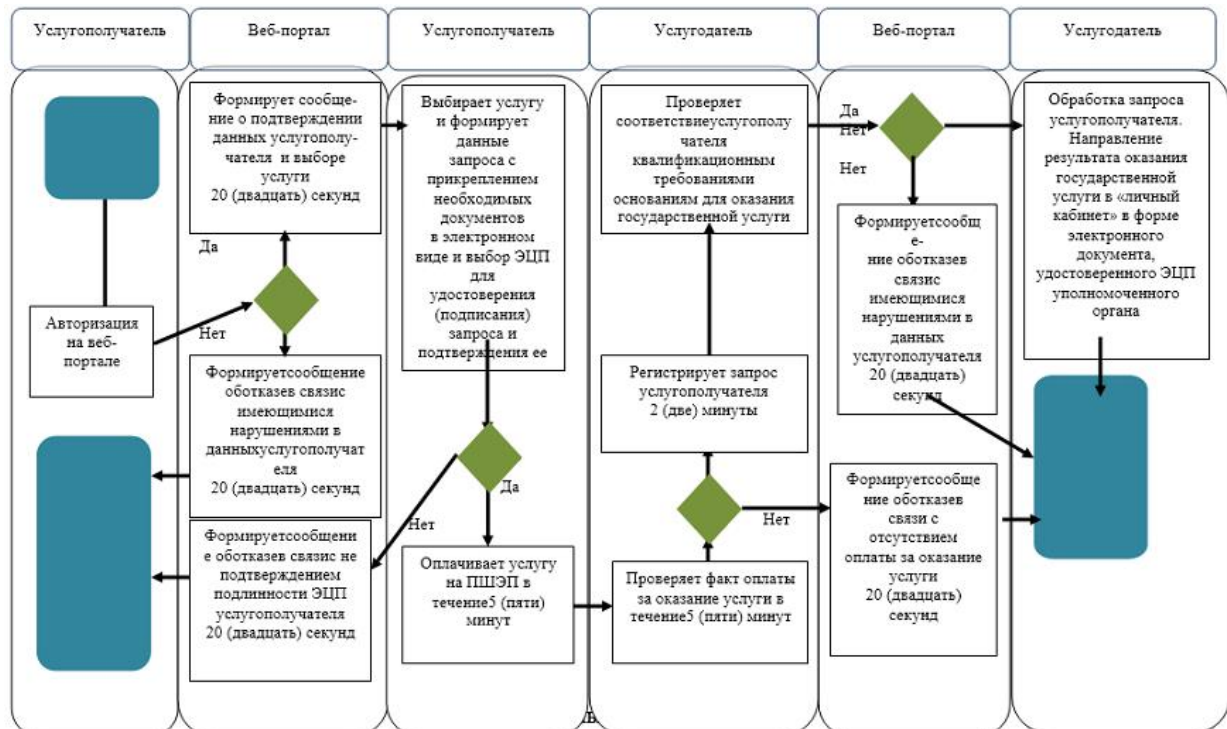 Услугополучатель
Веб-портал
Услугополучатель
Услугодатель
Веб-портал
Услугодатель
Авторизация
на веб-
портале
Формирует сообще-
ние о подтверждении
данных услугополу-
чателя и выборе
услуги
20 (двадцать) секунд
Да
Нет
Формируетсообщение
оботказев связис
имеющимися
нарушениями в
данныхуслугополучат
еля
20 (двадцать) секунд
Формируетсообщени
е оботказев связис не
подтверждением
подлинности ЭЦП
услугополучателя
20 (двадцать) секунд
Выбирает услугу
и формирует
данные
запроса с
прикреплением
необходимых
документов
в электронном
виде и выбор ЭЦП
для
удостоверения
(подписания)
запроса и
подтверждения ее
Да
Нет
Оплачивает услугу
на ПШЭП в
течение5 (пяти)
минут
Проверяет
соответствиеуслугополу
чателя
квалификационным
требованиями
основаниям для оказания
государственной услуги
Регистрирует запрос
услугополучателя
2 (две) минуты
Нет
Проверяет факт оплаты
за оказание услуги в
течение5 (пяти) минут
Да
Нет
Нет
Формируетсообще-
ние оботказев
связис
имеющимися
нарушениями в
данных
услугополучателя
20 (двадцать)
секунд
Формируетсообще
ние оботказев
связи с
отсутствием
оплаты за оказание
услуги
20 (двадцать)
секунд
Обработка запроса
услугополучателя.
Направление
результата оказания
государственной
услуги в «личный
кабинет» в форме
электронного
документа,
удостоверенного ЭЦП
уполномоченного
органа